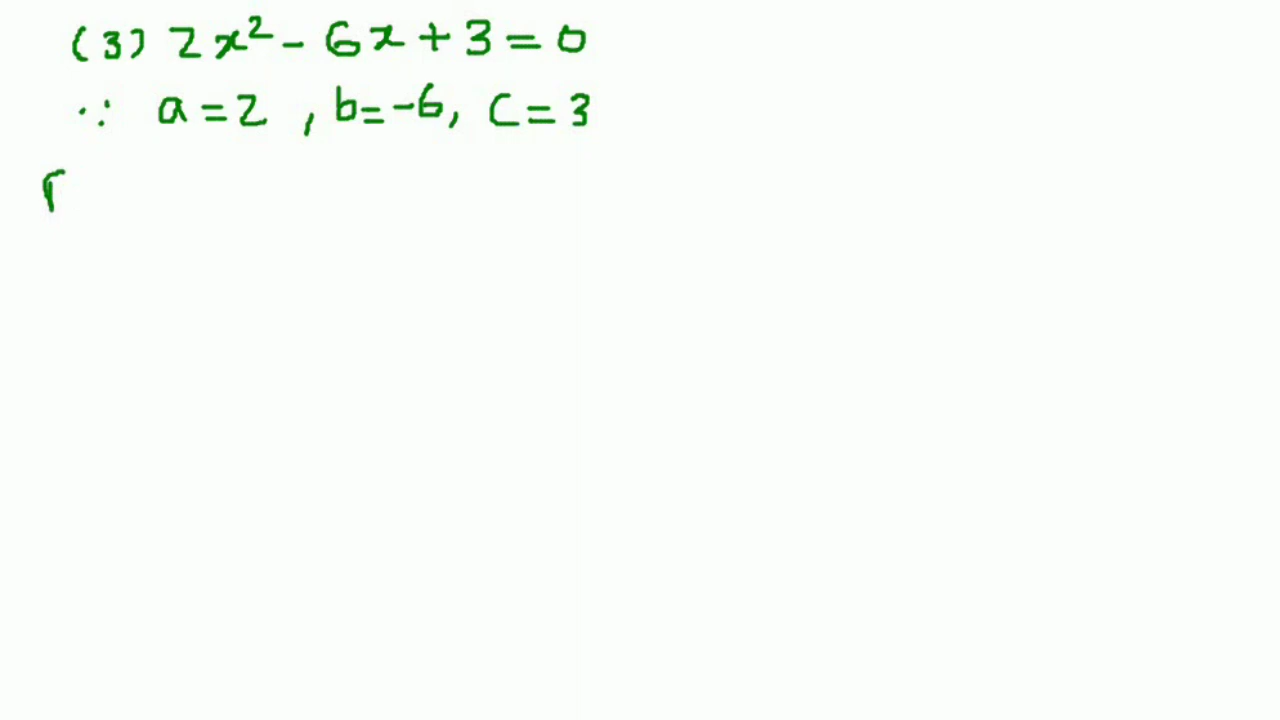 (3) 2x² - 6x + 3 = 0
∵ a = 2 , b = -6, c = 3